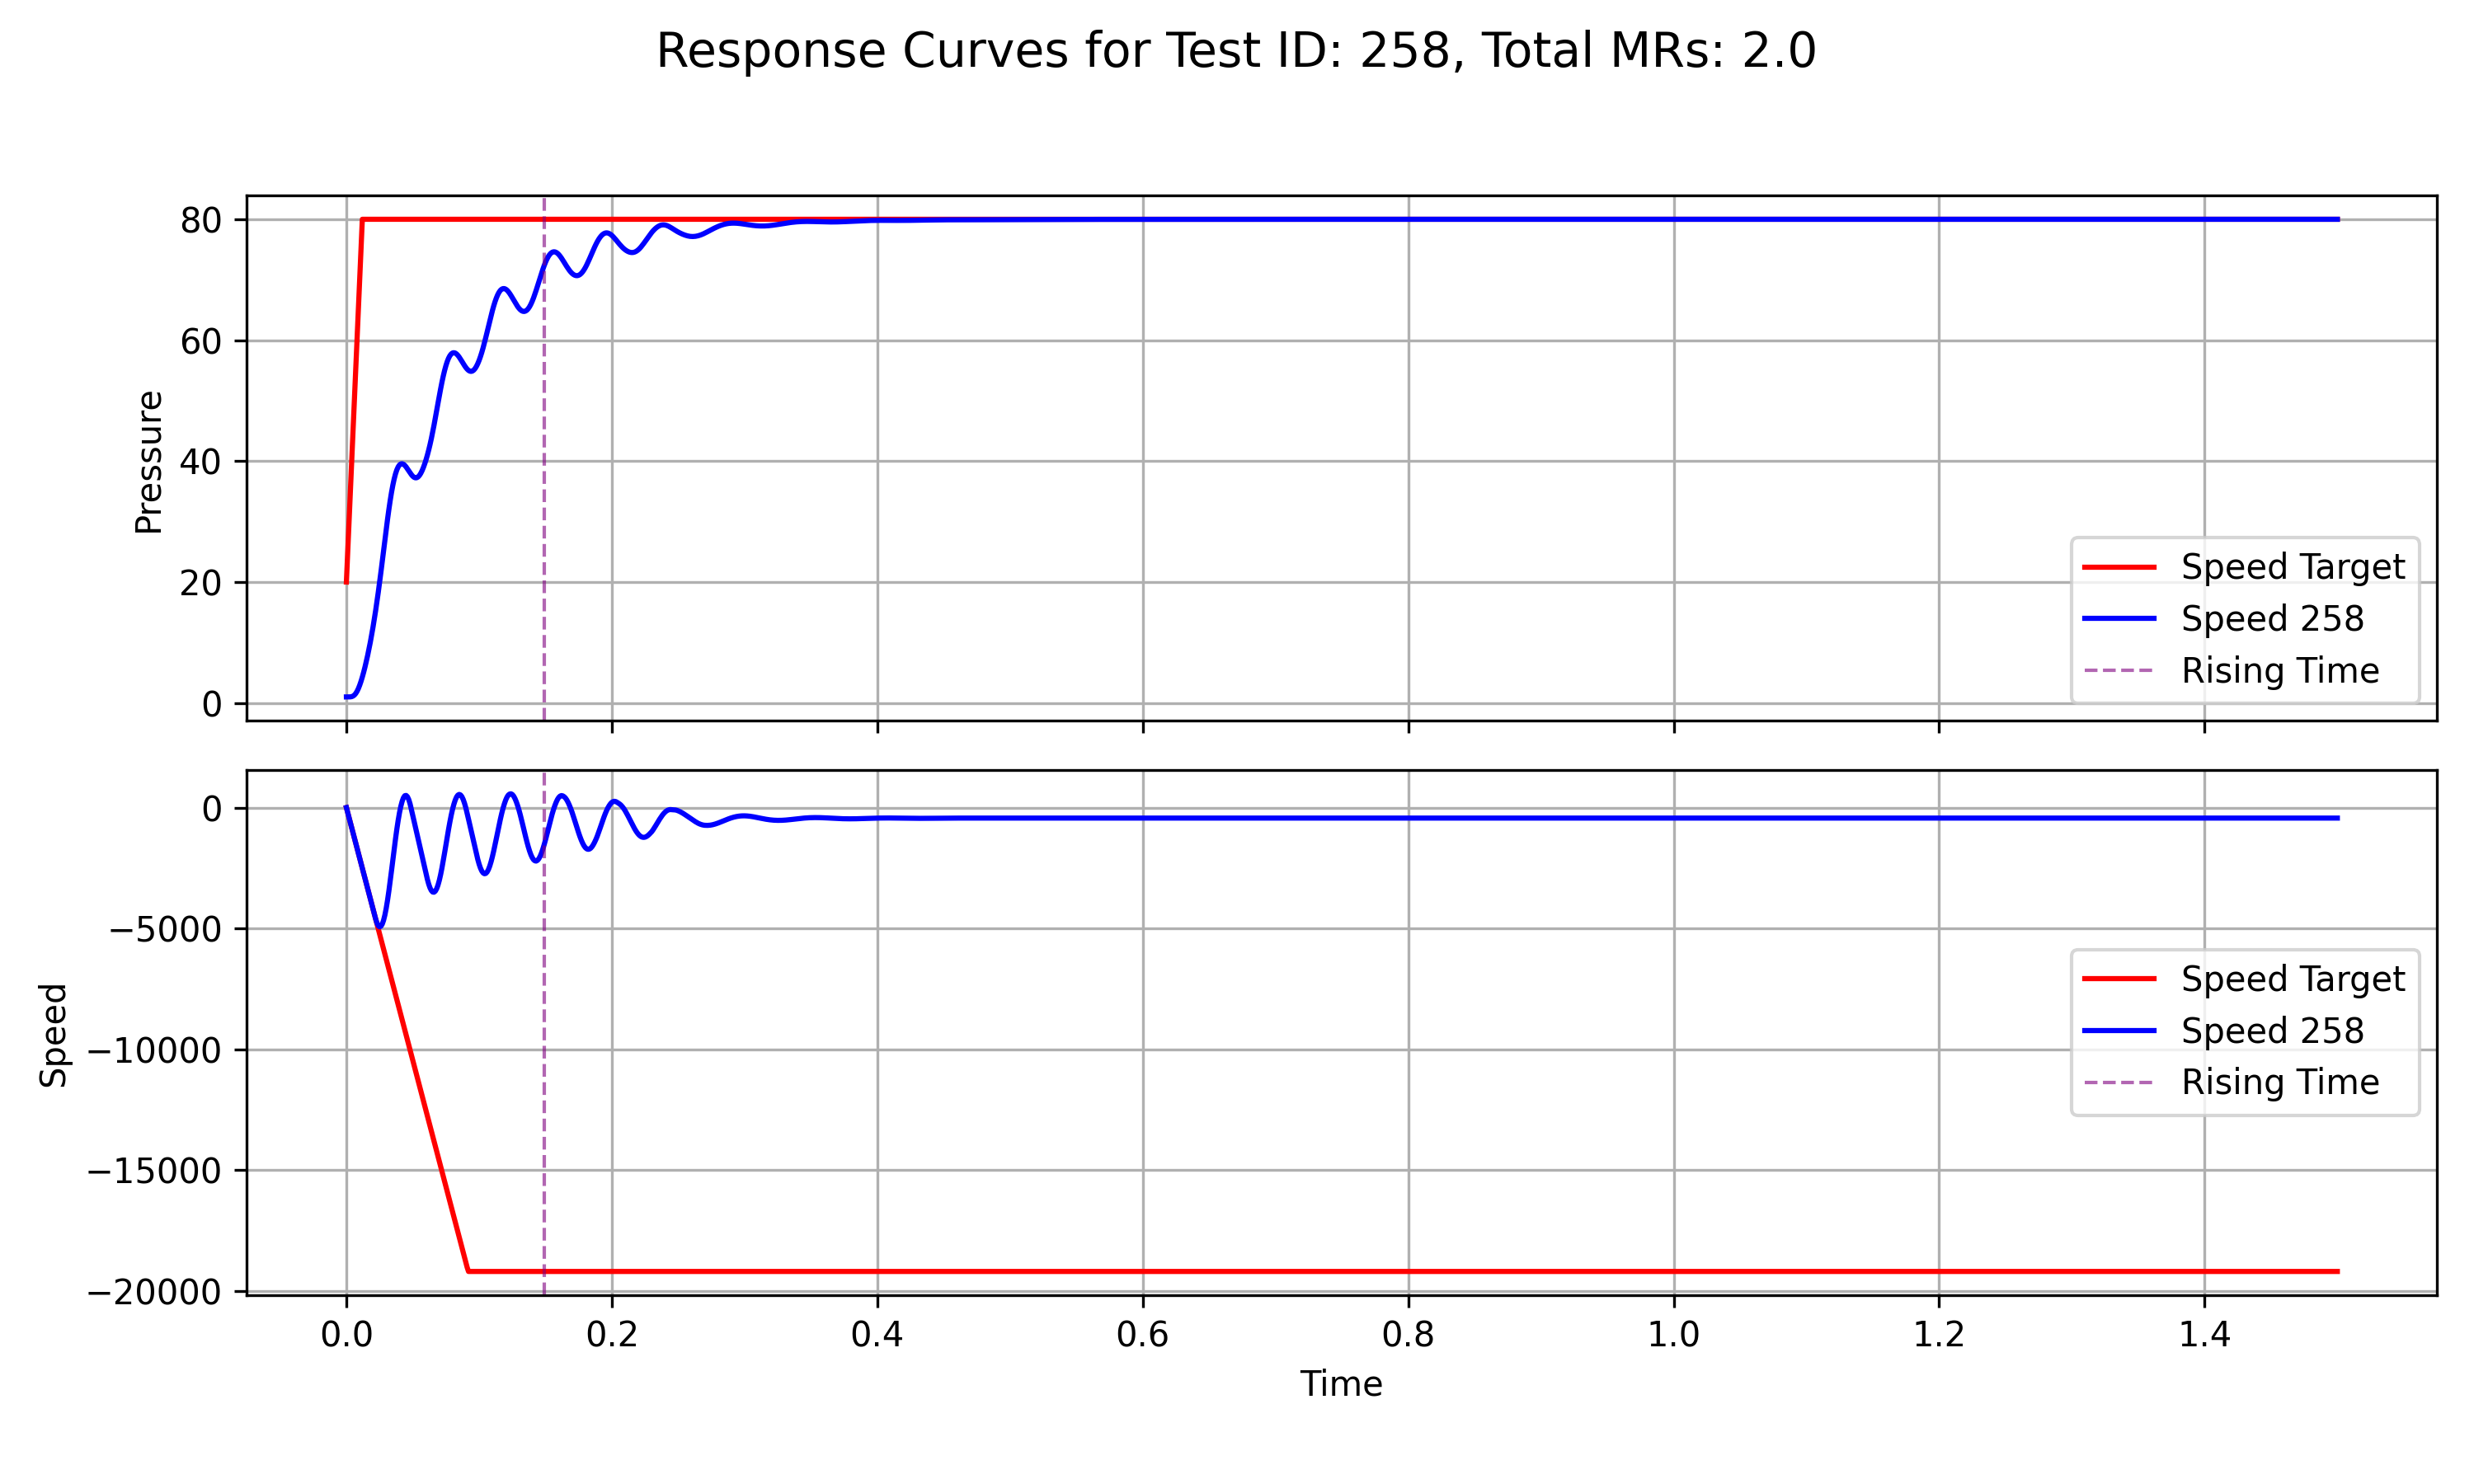 Response Curves for Test ID: 258, Total MRs: 2.0
80
60
40
20
0
Pressure
Speed Target
Speed 258
Rising Time
0
−5000
−10000
−15000
−20000
Speed
Speed Target
Speed 258
Rising Time
0.0 0.2 0.4 0.6 0.8 1.0 1.2 1.4
Time